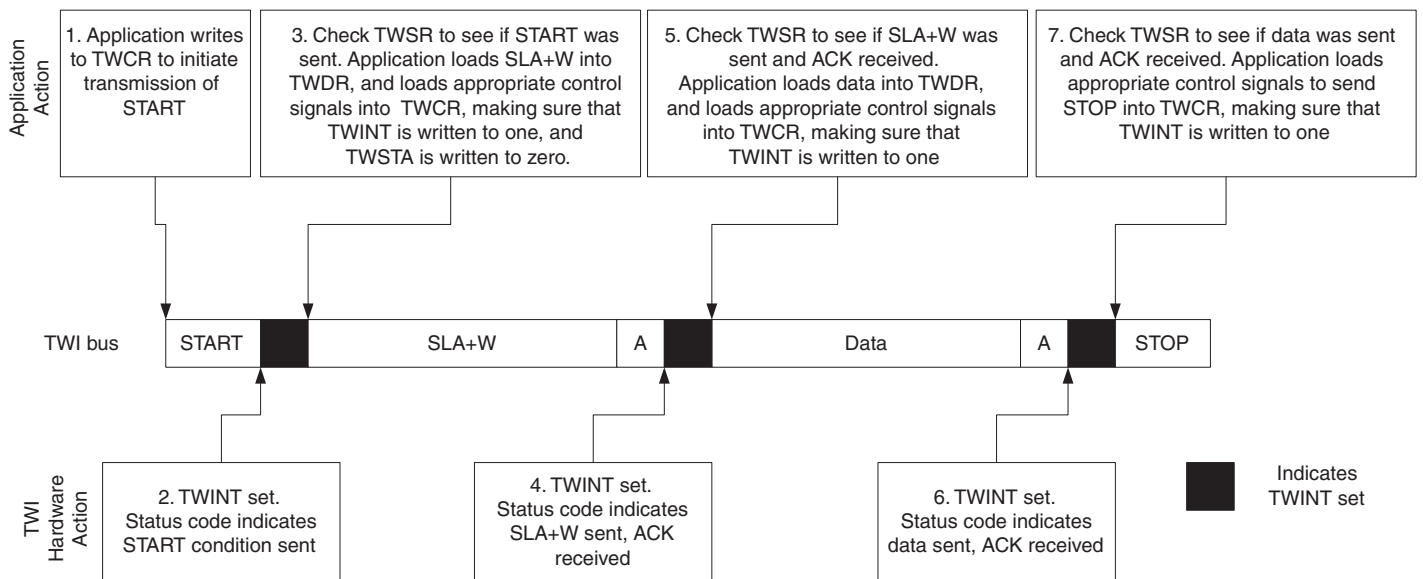 Application
Action
1. Application writes
to TWCR to initiate
transmission of
START
3. Check TWSR to see if START was
sent. Application loads SLA+W into
TWDR, and loads appropriate control
signals into TWCR, making sure that
TWINT is written to one, and
TWSTA is written to zero.
5. Check TWSR to see if SLA+W was
sent and ACK received.
Application loads data into TWDR,
and loads appropriate control signals
into TWCR, making sure that
TWINT is written to one
7. Check TWSR to see if data was sent
and ACK received. Application loads
appropriate control signals to send
STOP into TWCR, making sure that
TWINT is written to one
TWI bus
START
SLA+W
A
Data
A
STOP
TWI
Hardware
Action
2. TWINT set.
Status code indicates
START condition sent
4. TWINT set.
Status code indicates
SLA+W sent, ACK
received
6. TWINT set.
Status code indicates
data sent, ACK received
Indicates
TWINT set